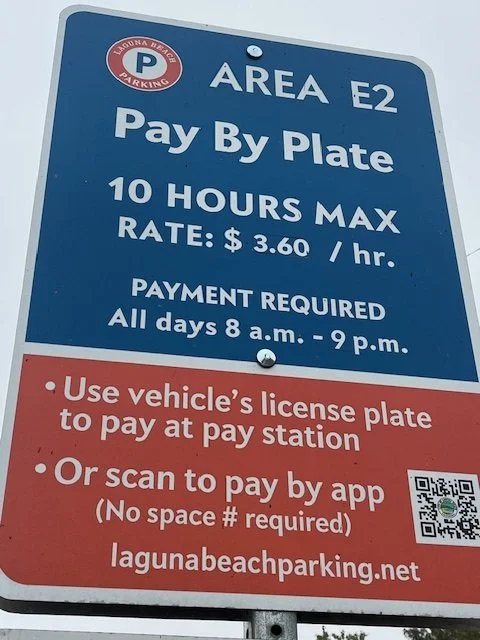 LAGUNA BEACH
P
PARKING
AREA E2
Pay By Plate
10 HOURS MAX
RATE: $ 3.60 / hr.
PAYMENT REQUIRED
All days 8 a.m. - 9 p.m.
• Use vehicle's license plate
to pay at pay station
• Or scan to pay by app
(No space # required)
lagunabeachparking.net